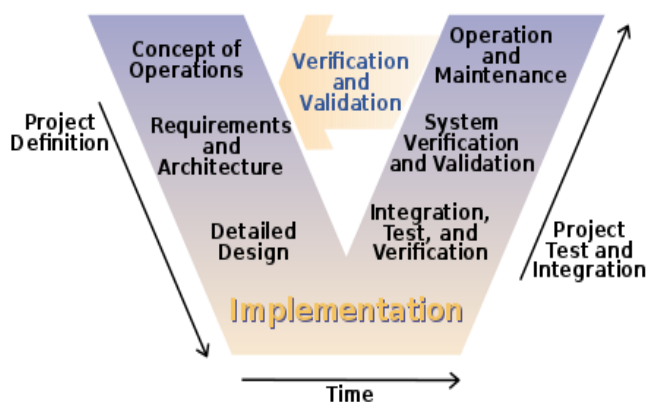 Concept of
Operations
Verification
and
Validation
Operation
and
Maintenance
Project
Definition
Requirements
and
Architecture
System
Verification
and Validation
Detailed
Design
Integration,
Test, and
Verification
Project
Test and
Integration
Implementation
Time